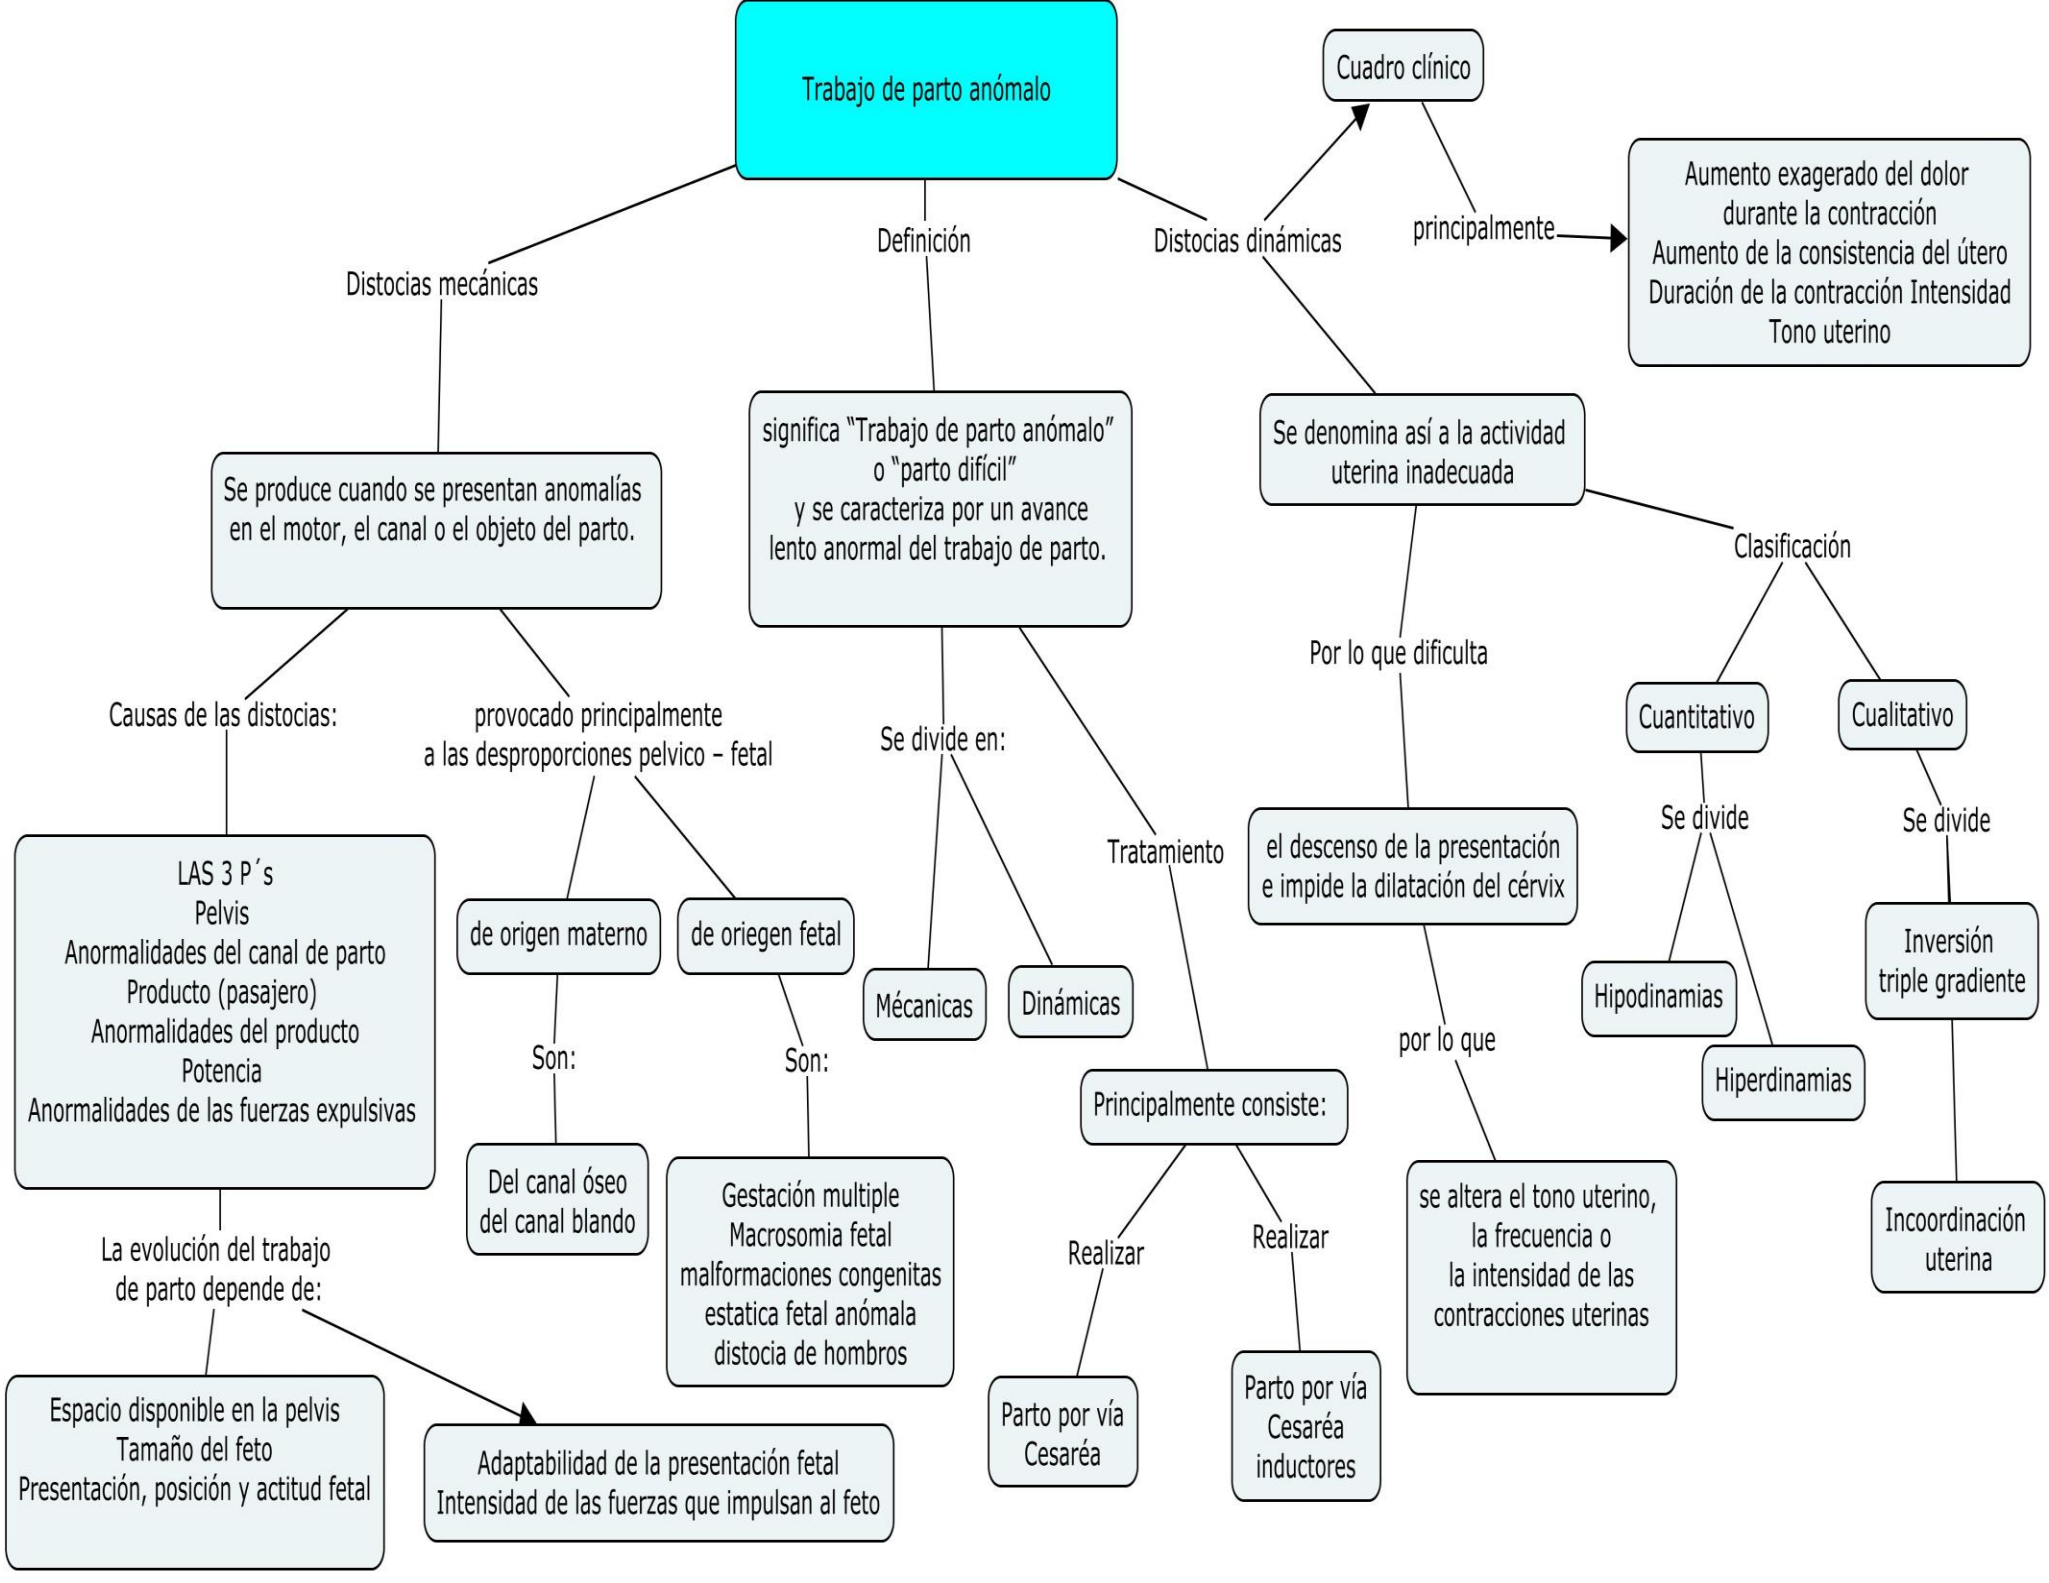 Trabajo de parto anómalo
Cuadro clínico
principalmente
Aumento exagerado del dolor
durante la contracción
Aumento de la consistencia del útero
Duración de la contracción Intensidad
Tono uterino
Distocias mecánicas
Definición
Distocias dinámicas
Se produce cuando se presentan anomalías
en el motor, el canal o el objeto del parto.
significa “Trabajo de parto anómalo”
o “parto difícil”
y se caracteriza por un avance
lento anormal del trabajo de parto.
Se denomina así a la actividad
uterina inadecuada
Clasificación
Por lo que dificulta
Cuantitativo
Cualitativo
Causas de las distocias:
provocado principalmente
a las desproporciones pelvico – fetal
Se divide en:
Tratamiento
Se divide
Se divide
LAS 3 P´s
Pelvis
Anormalidades del canal de parto
Producto (pasajero)
Anormalidades del producto
Potencia
Anormalidades de las fuerzas expulsivas
de origen materno
de oriegen fetal
Mécanicas
Dinámicas
el descenso de la presentación
e impide la dilatación del cérvix
Hipodinamias
Hiperdinamias
Inversión
triple gradiente
Son:
Son:
por lo que
Principalmente consiste:
Del canal óseo
del canal blando
Gestación multiple
Macrosomia fetal
malformaciones congenitas
estatica fetal anómala
distocia de hombros
Realizar
Realizar
se altera el tono uterino,
la frecuencia o
la intensidad de las
contracciones uterinas
Incoordinación
uterina
La evolución del trabajo
de parto depende de:
Espacio disponible en la pelvis
Tamaño del feto
Presentación, posición y actitud fetal
Adaptabilidad de la presentación fetal
Intensidad de las fuerzas que impulsan al feto
Parto por vía
Cesaréa
Parto por vía
Cesaréa
inductores